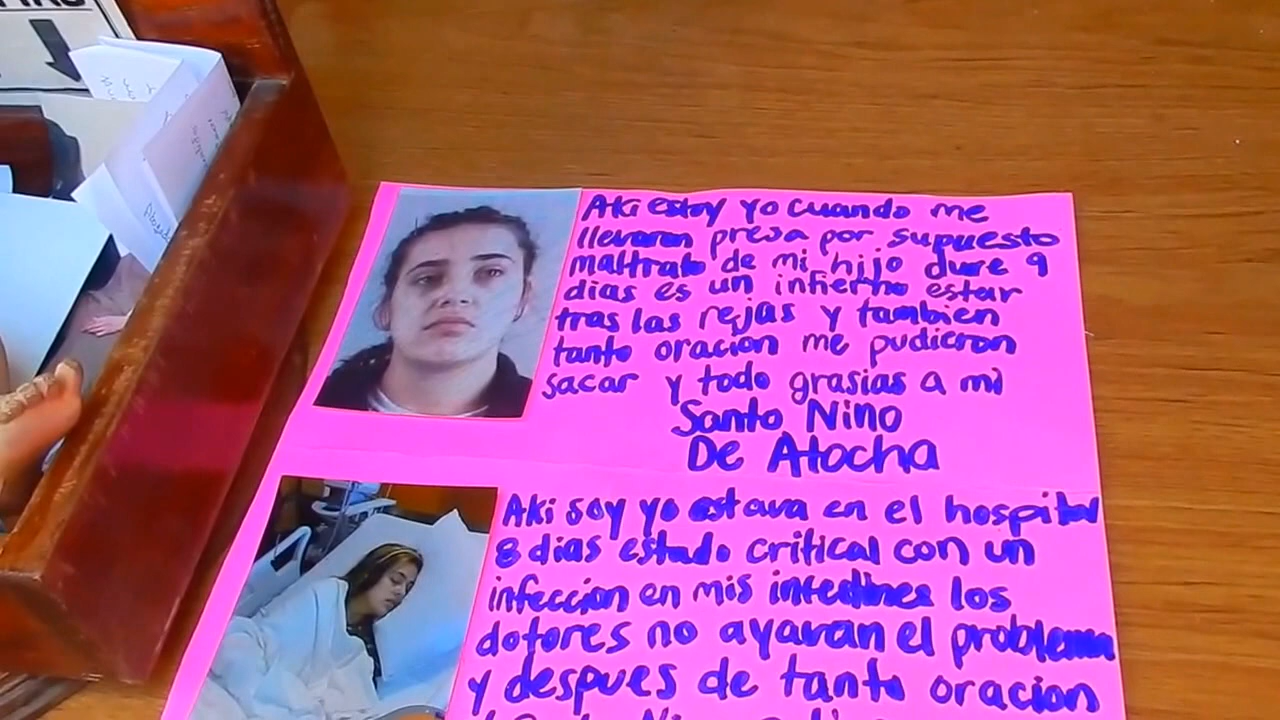 Aki estoy yo cuando me
llevaron presa por supuesto
maltrato de mi hijo dure 9
dias es un infierno estar
tras las rejas y tambien
tanto oracion me pudieron
sacar y todo grasias a mi
Santo Nino
De Atocha
Aki soy yo estava en el hospital
8 dias estado critical con un
infeccion en mis intestines los
dotores no ayavan el problema
y despues de tanto oracion